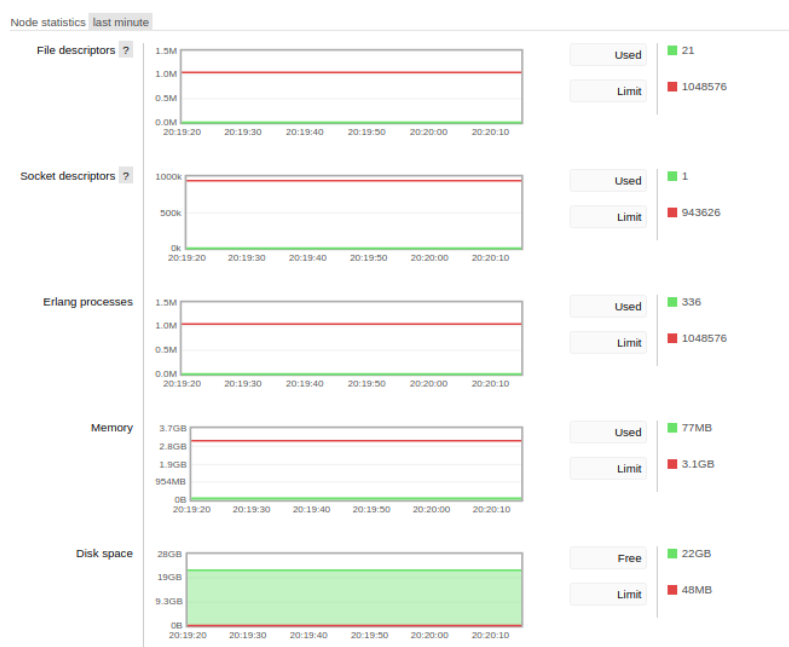 Node statistics last minute
File descriptors ?
1.5M
1.0M
0.5M
0.0M
20:19:20 20:19:30 20:19:40 20:19:50 20:20:00 20:20:10
Used 21
Limit 1048576
Socket descriptors ?
1000k
500k
0k
20:19:20 20:19:30 20:19:40 20:19:50 20:20:00 20:20:10
Used 1
Limit 943626
Erlang processes
1.5M
1.0M
0.5M
0.0M
20:19:20 20:19:30 20:19:40 20:19:50 20:20:00 20:20:10
Used 336
Limit 1048576
Memory
3.7GB
2.8GB
1.9GB
954MB
0B
20:19:20 20:19:30 20:19:40 20:19:50 20:20:00 20:20:10
Used 77MB
Limit 3.1GB
Disk space
28GB
19GB
9.3GB
0B
20:19:20 20:19:30 20:19:40 20:19:50 20:20:00 20:20:10
Free 22GB
Limit 48MB